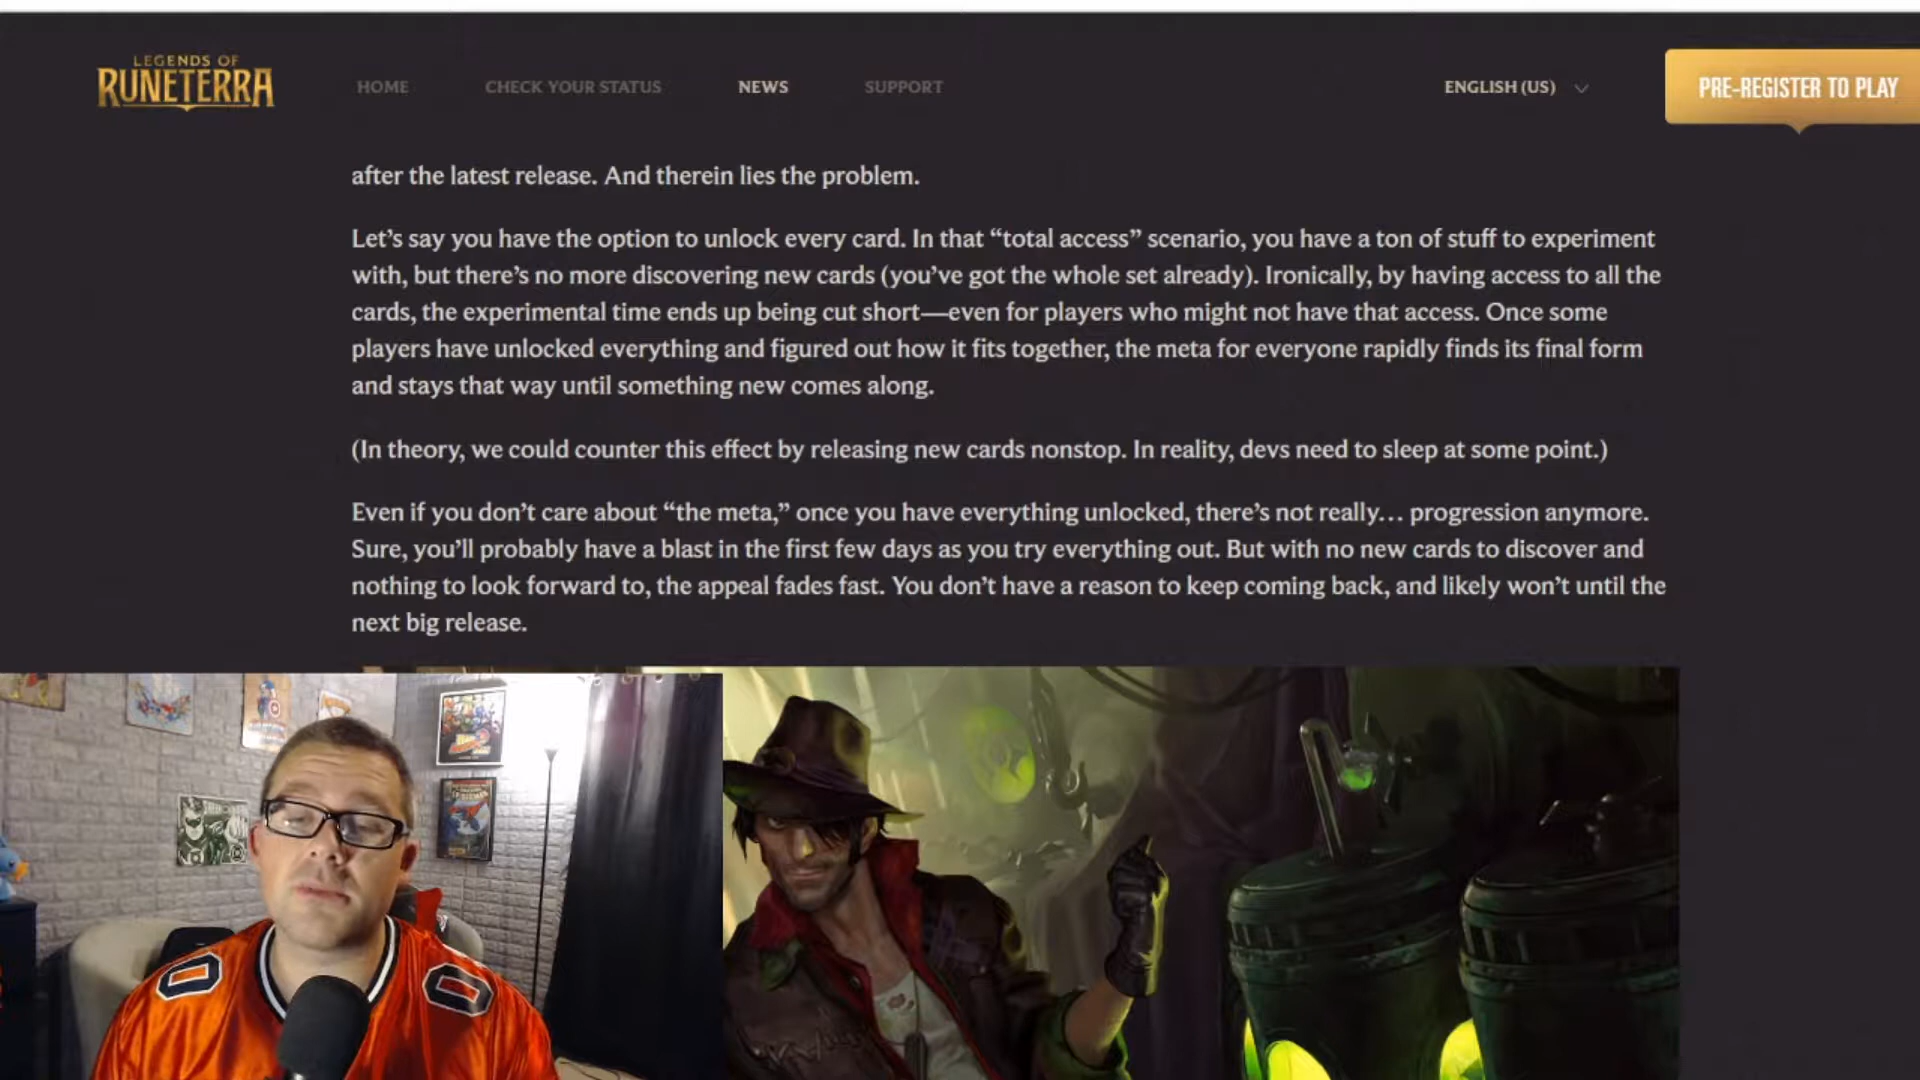 LEGENDS OF
RUNETERRA
HOME
CHECK YOUR STATUS
NEWS
SUPPORT
ENGLISH (US)
PRE-REGISTER TO PLAY
after the latest release. And therein lies the problem.
Let’s say you have the option to unlock every card. In that “total access” scenario, you have a ton of stuff to experiment
with, but there’s no more discovering new cards (you’ve got the whole set already). Ironically, by having access to all the
cards, the experimental time ends up being cut short—even for players who might not have that access. Once some
players have unlocked everything and figured out how it fits together, the meta for everyone rapidly finds its final form
and stays that way until something new comes along.
(In theory, we could counter this effect by releasing new cards nonstop. In reality, devs need to sleep at some point.)
Even if you don’t care about “the meta,” once you have everything unlocked, there’s not really… progression anymore.
Sure, you’ll probably have a blast in the first few days as you try everything out. But with no new cards to discover and
nothing to look forward to, the appeal fades fast. You don’t have a reason to keep coming back, and likely won’t until the
next big release.
0
0